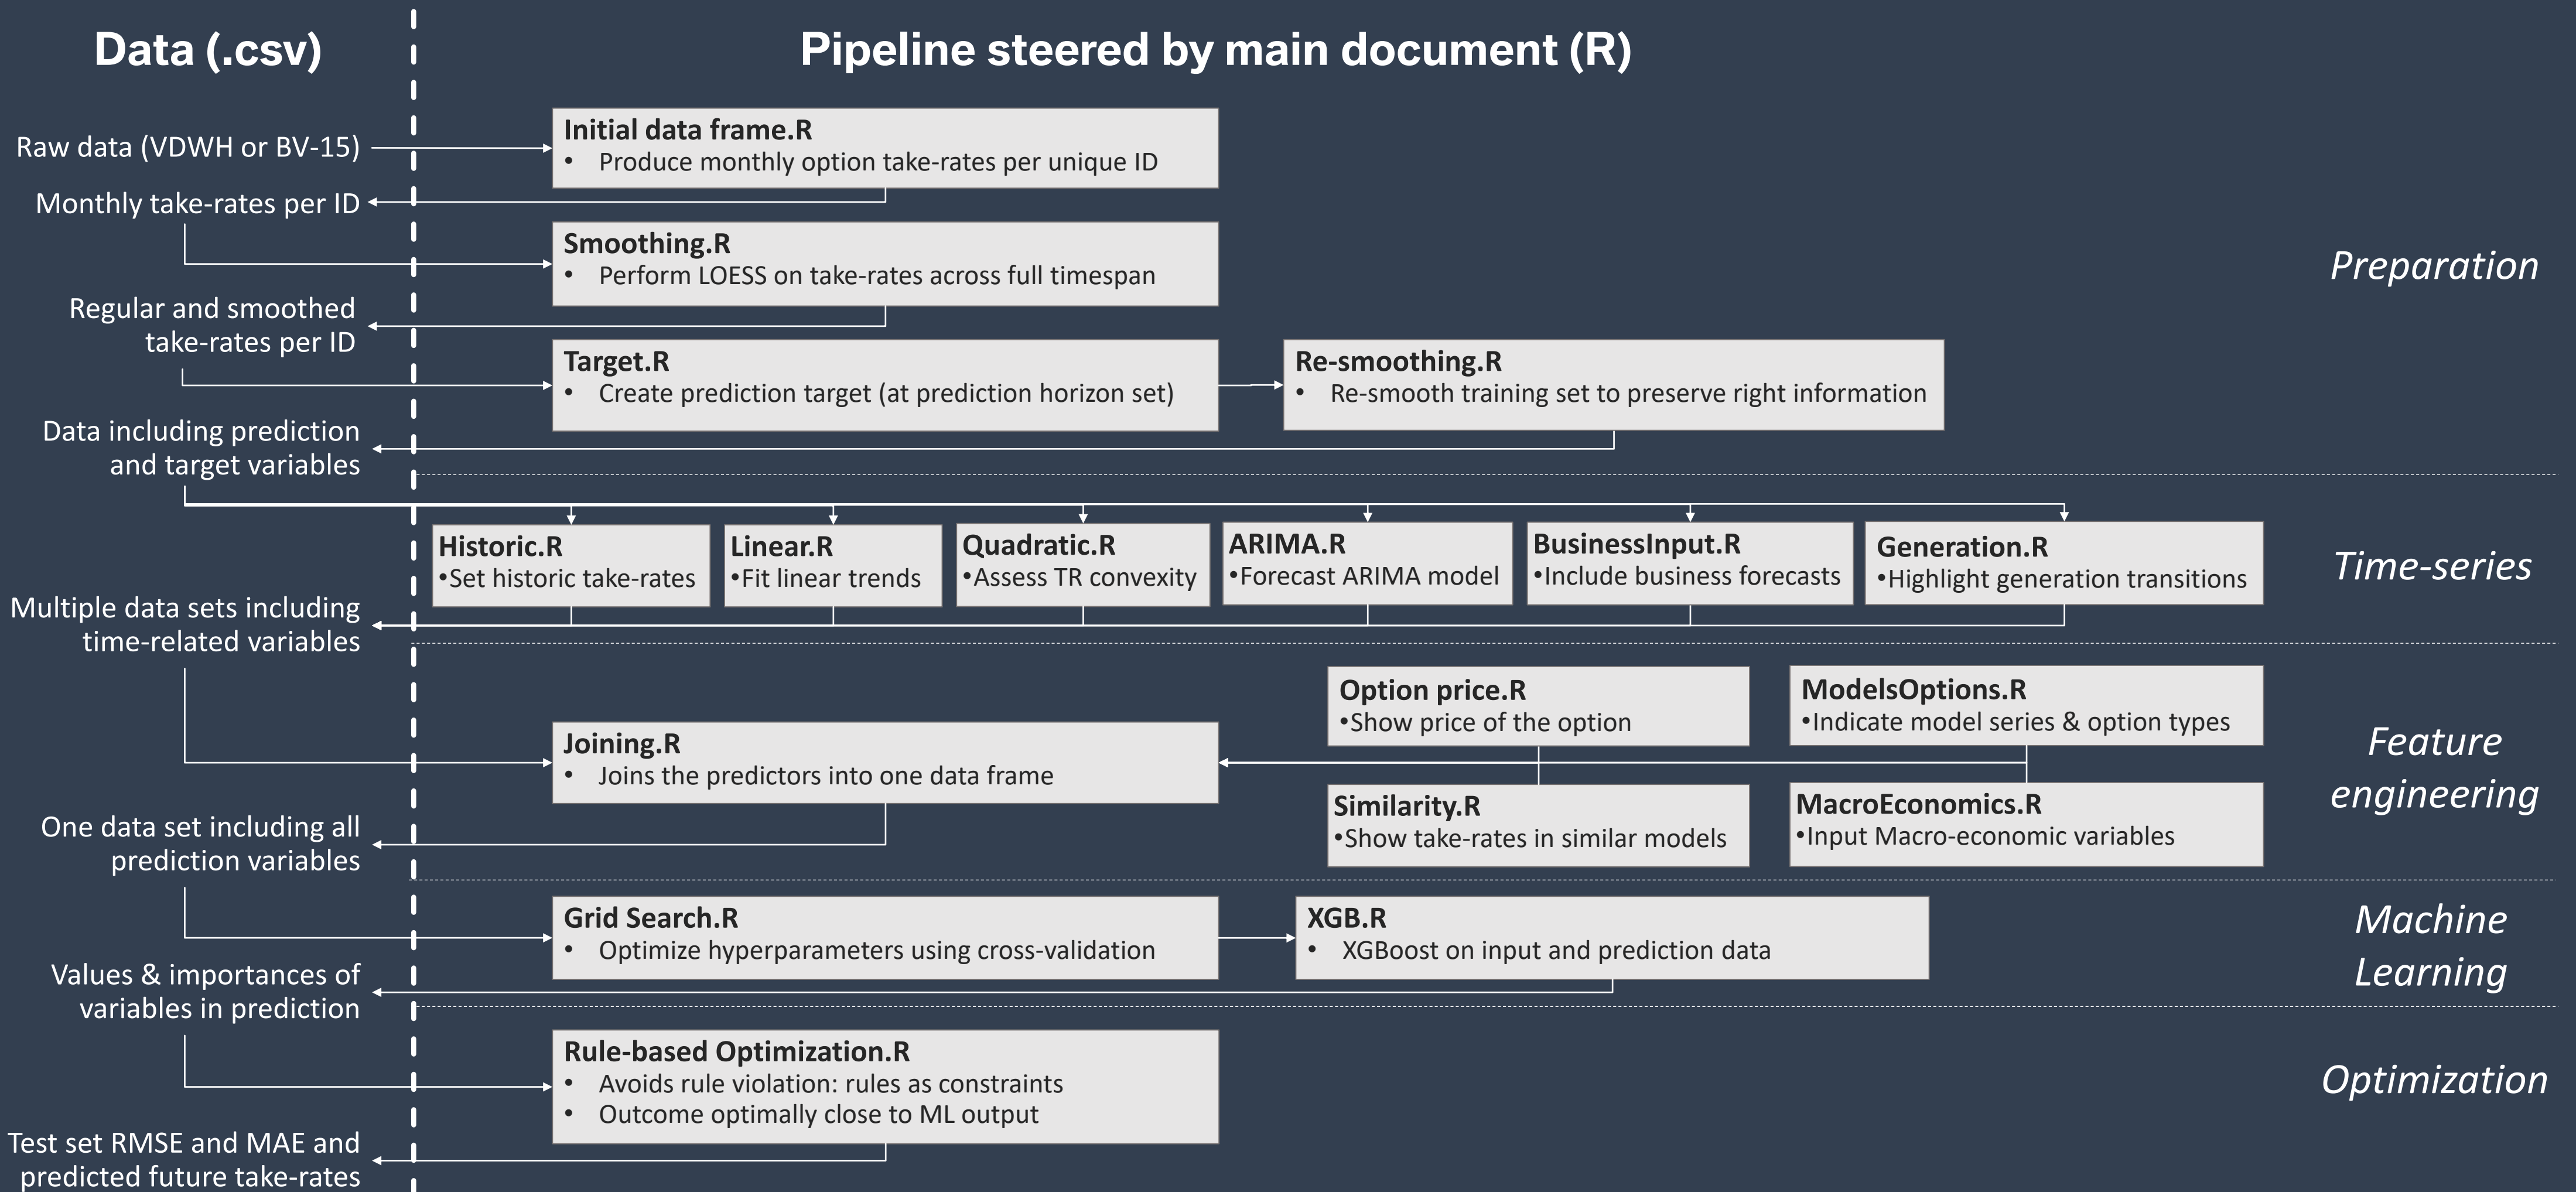 Data (.csv)
Pipeline steered by main document (R)
Raw data (VDWH or BV-15)
Initial data frame.R
• Produce monthly option take-rates per unique ID
Monthly take-rates per ID
Smoothing.R
• Perform LOESS on take-rates across full timespan
Preparation
Regular and smoothed
take-rates per ID
Target.R
• Create prediction target (at prediction horizon set)
Re-smoothing.R
• Re-smooth training set to preserve right information
Data including prediction
and target variables
Historic.R
•Set historic take-rates
Linear.R
•Fit linear trends
Quadratic.R
•Assess TR convexity
ARIMA.R
•Forecast ARIMA model
BusinessInput.R
•Include business forecasts
Generation.R
•Highlight generation transitions
Time-series
Multiple data sets including
time-related variables
Option price.R
•Show price of the option
ModelsOptions.R
•Indicate model series & option types
Joining.R
• Joins the predictors into one data frame
Feature
engineering
Similarity.R
•Show take-rates in similar models
MacroEconomics.R
•Input Macro-economic variables
One data set including all
prediction variables
Grid Search.R
• Optimize hyperparameters using cross-validation
XGB.R
• XGBoost on input and prediction data
Machine
Learning
Values & importances of
variables in prediction
Rule-based Optimization.R
• Avoids rule violation: rules as constraints
• Outcome optimally close to ML output
Optimization
Test set RMSE and MAE and
predicted future take-rates